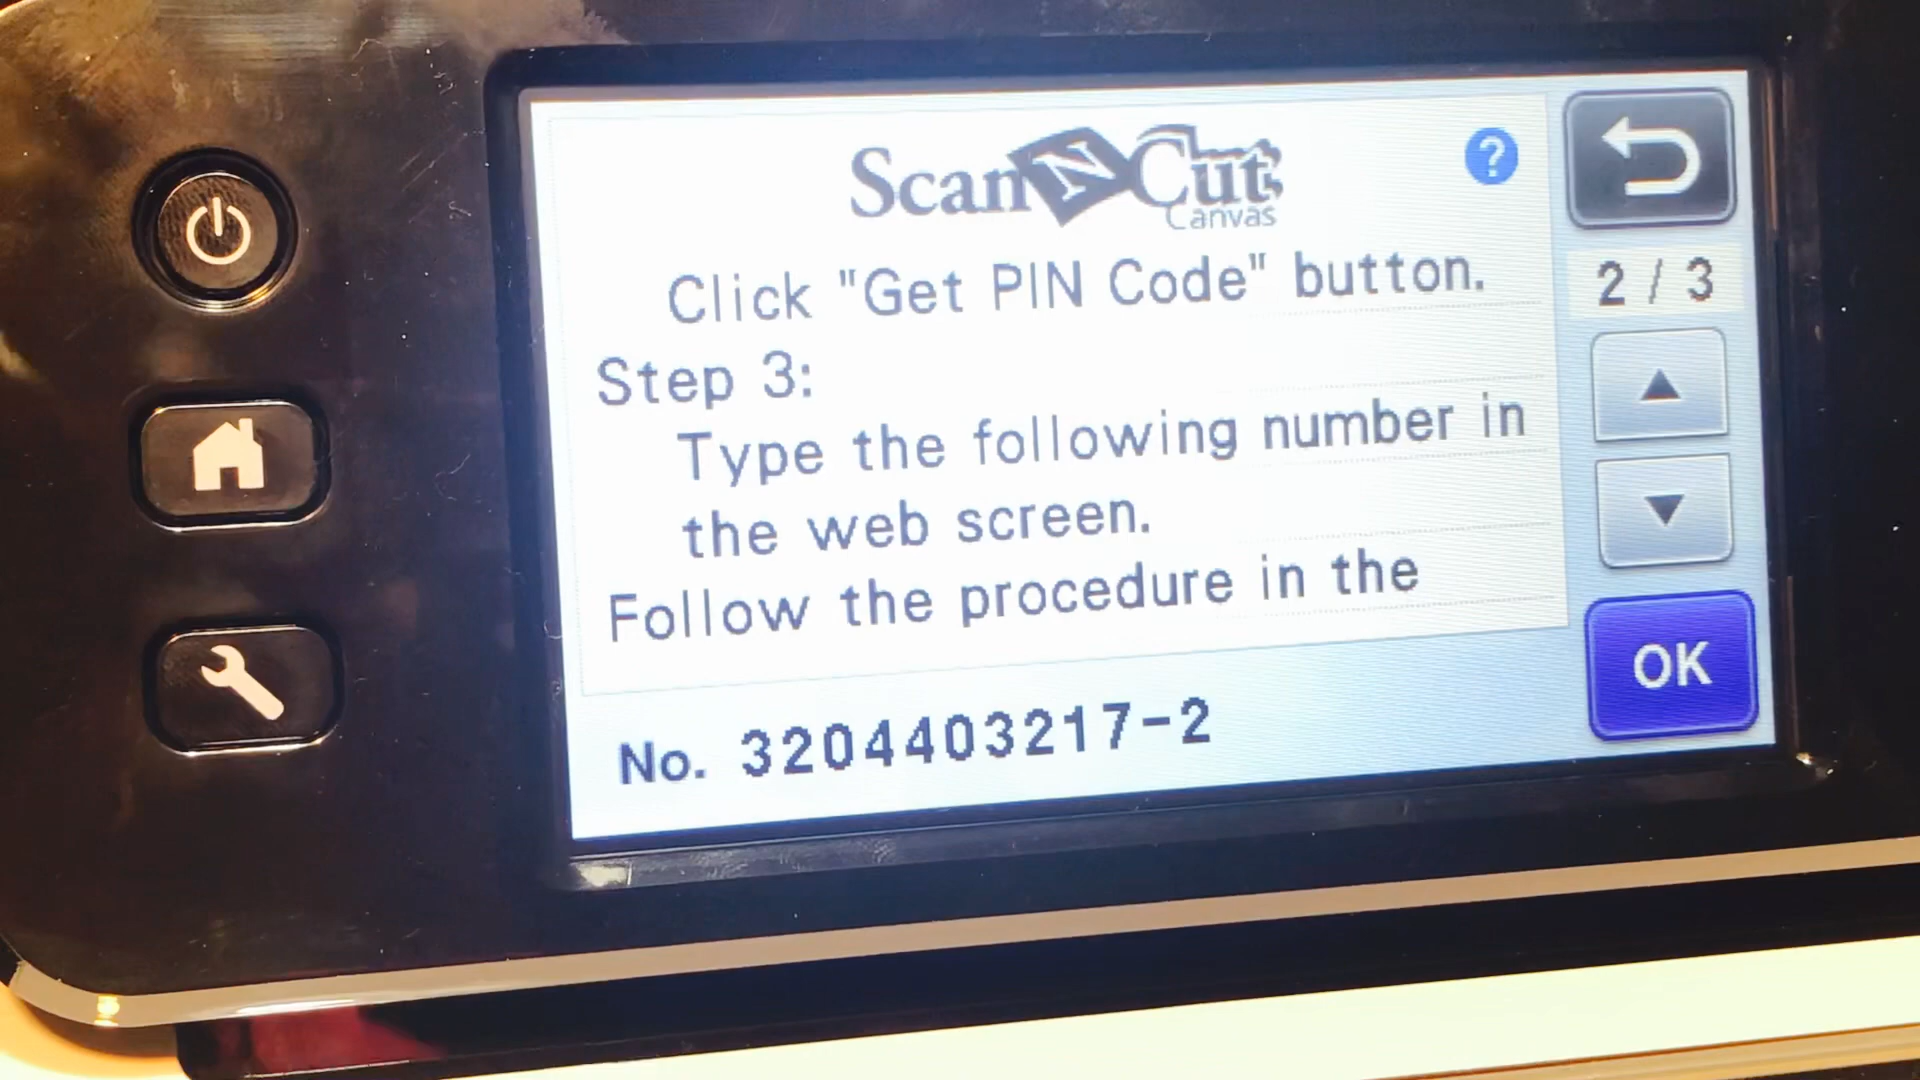 ScanNCut
Canvas
?
Click "Get PIN Code" button.
2 / 3
Step 3:
Type the following number in
the web screen.
Follow the procedure in the
OK
No. 3204403217-2